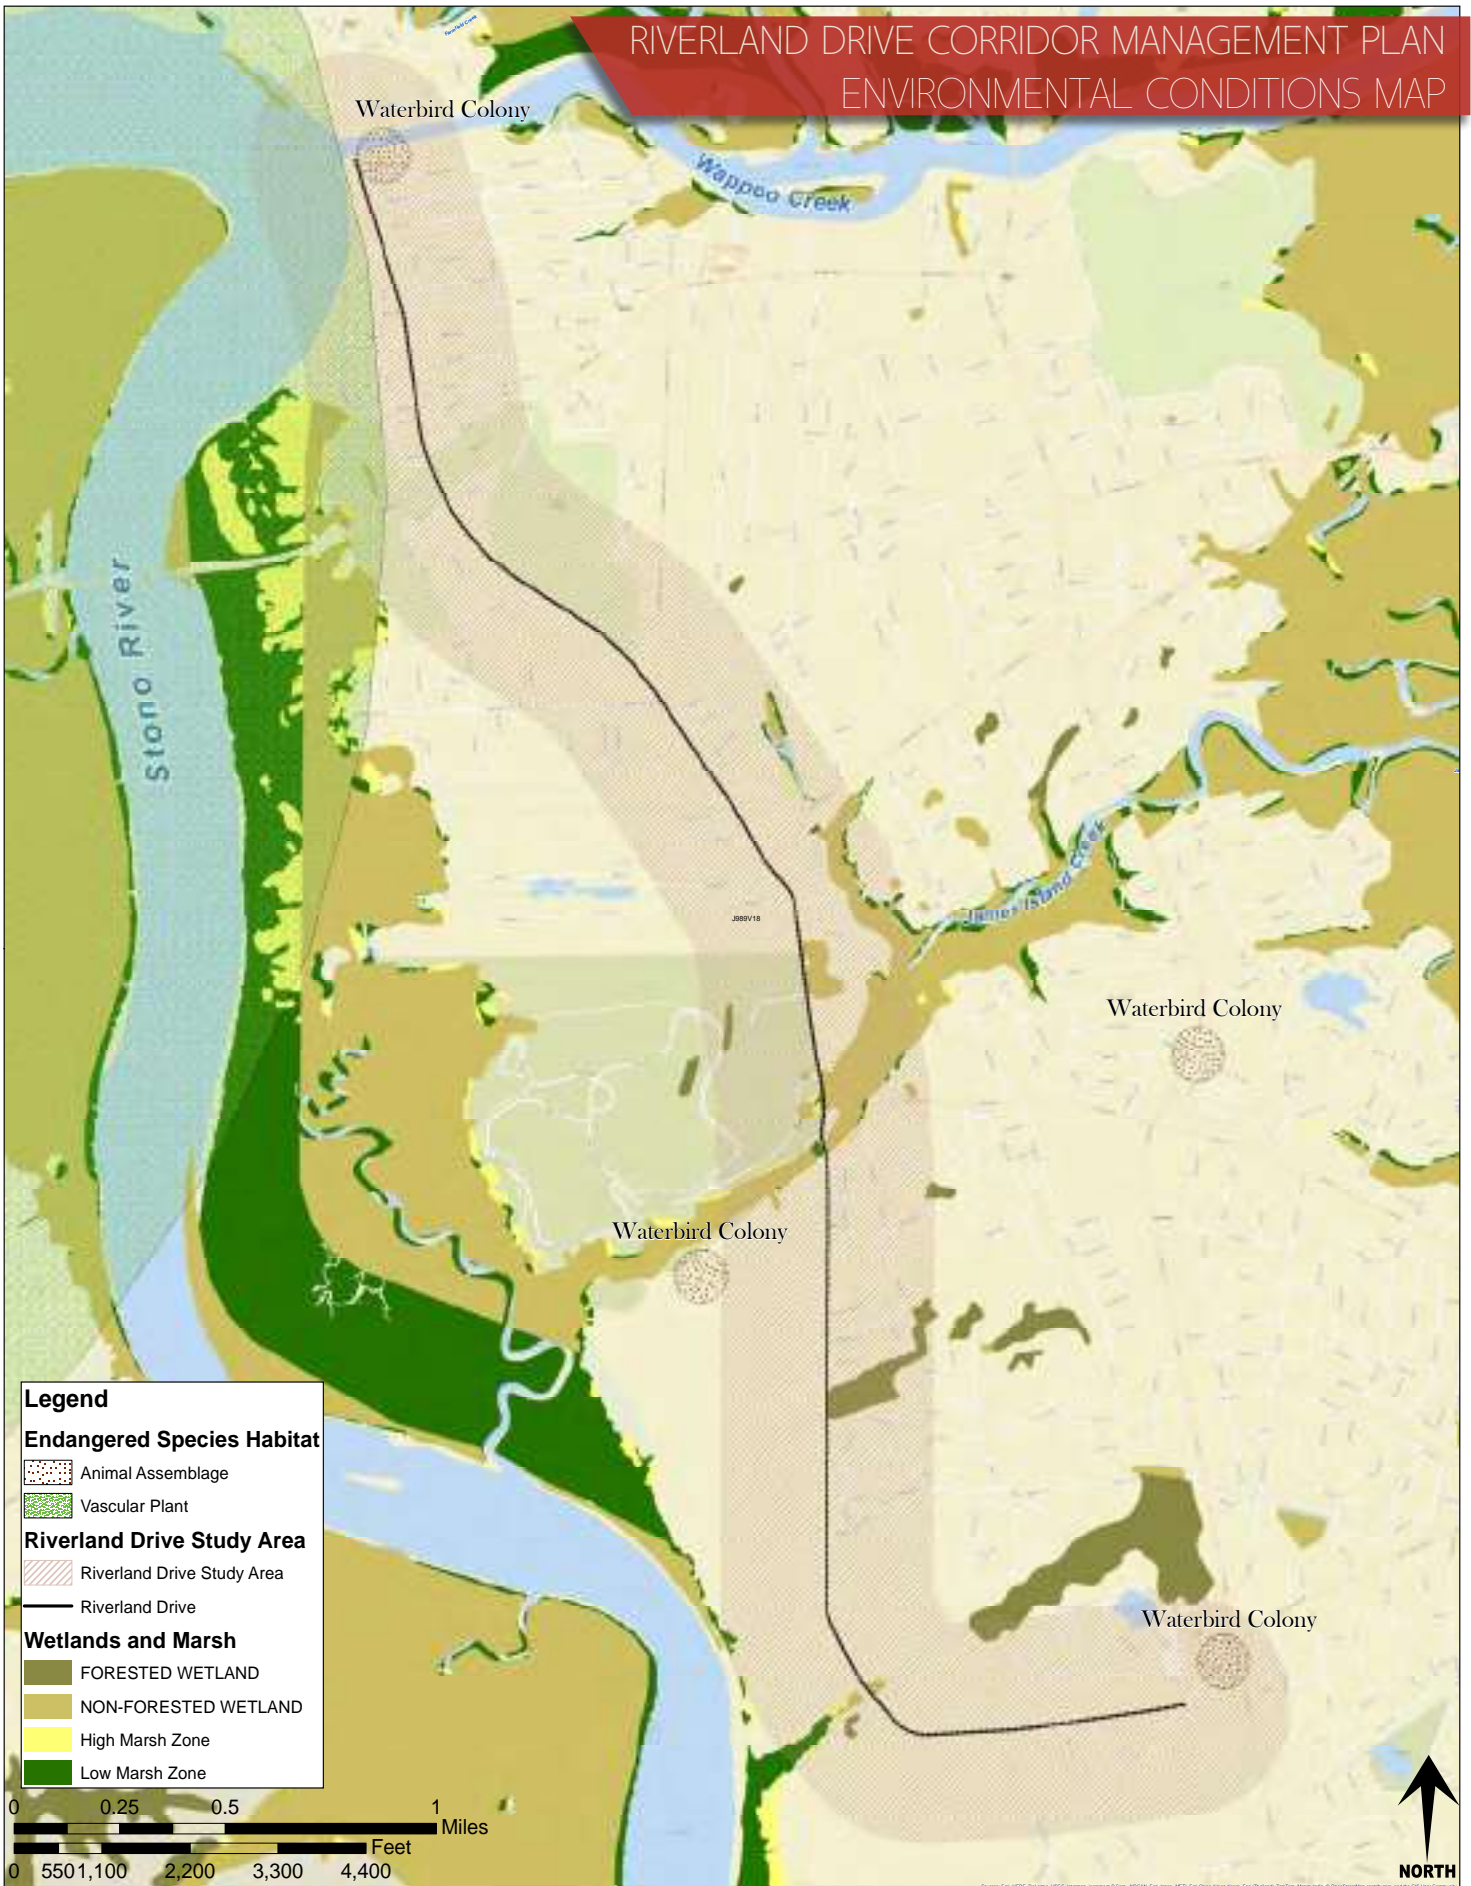 RIVERLAND DRIVE CORRIDOR MANAGEMENT PLAN
ENVIRONMENTAL CONDITIONS MAP
Waterbird Colony
Wappoo Creek
Stono River
James Island Creek
J989V18
Waterbird Colony
Waterbird Colony
Waterbird Colony
Legend
Endangered Species Habitat
Animal Assemblage
Vascular Plant
Riverland Drive Study Area
Riverland Drive Study Area
Riverland Drive
Wetlands and Marsh
FORESTED WETLAND
NON-FORESTED WETLAND
High Marsh Zone
Low Marsh Zone
0 0.25 0.5 1
Miles
Feet
0 550 1,100 2,200 3,300 4,400
NORTH